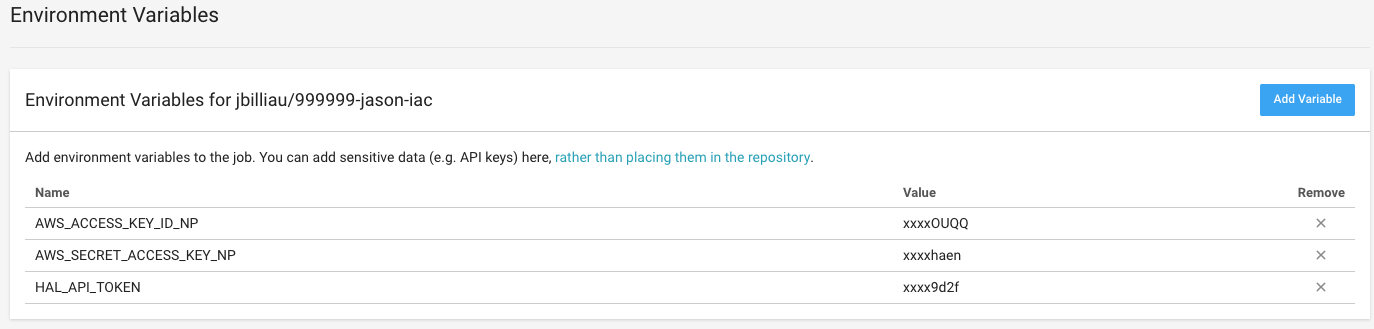 Environment Variables
Environment Variables for jbilliau/999999-jason-iac
Add Variable
Add environment variables to the job. You can add sensitive data (e.g. API keys) here, rather than placing them in the repository.
Name Value Remove
AWS_ACCESS_KEY_ID_NP xxxxOUQQ ×
AWS_SECRET_ACCESS_KEY_NP xxxxhaen ×
HAL_API_TOKEN xxxx9d2f ×